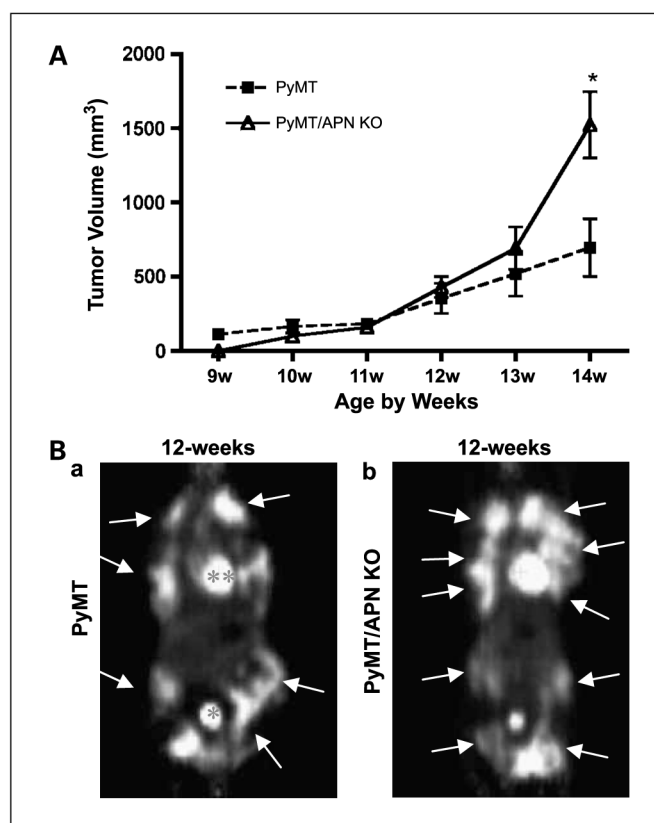 A
2000
1500
1000
500
0
Tumor Volume (mm³)
PyMT
PyMT/APN KO
*
9w 10w 11w 12w 13w 14w
Age by Weeks
B
12-weeks
a
PyMT
**
*
12-weeks
b
PyMT/APN KO